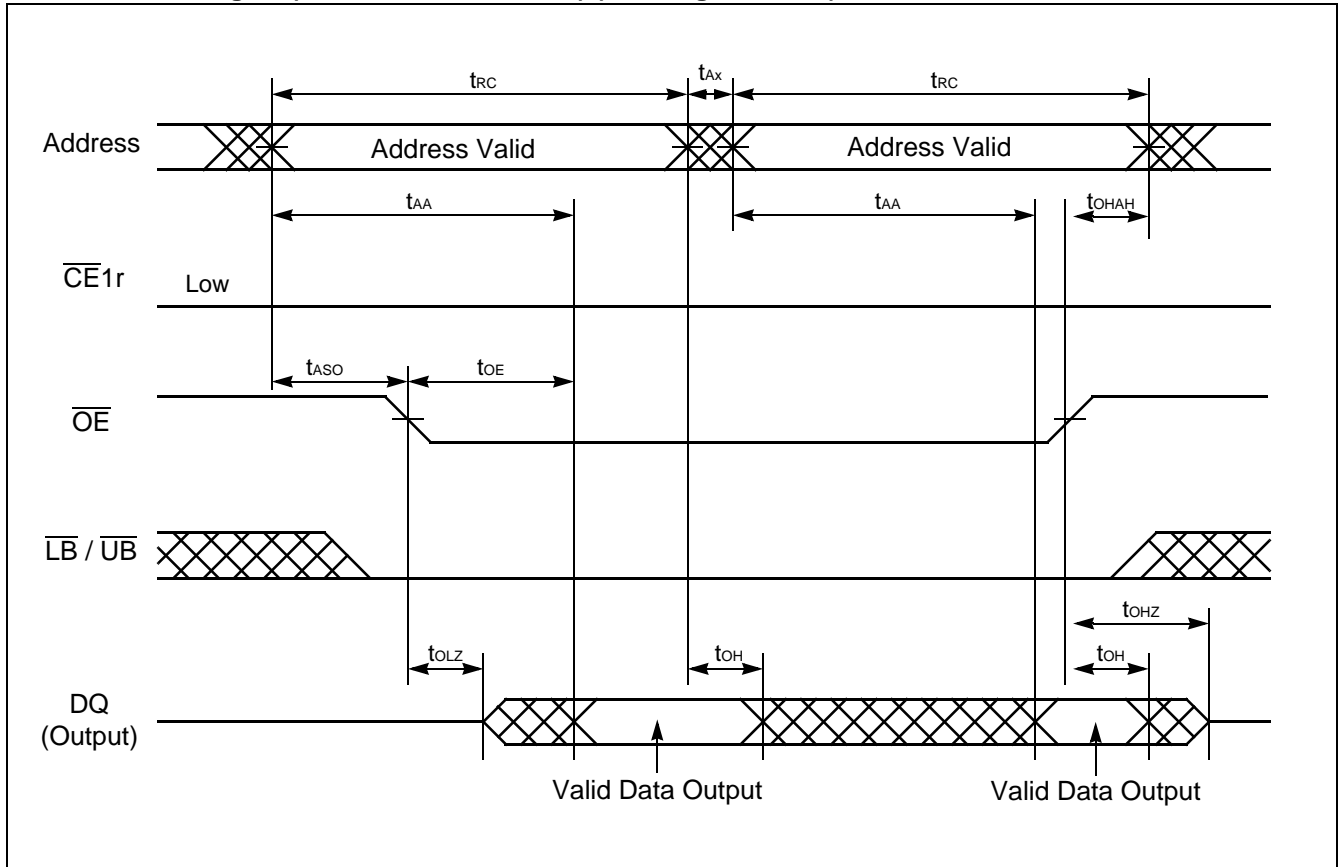 tRC tAx tRC
Address Address Valid Address Valid
tAA tAA tOHAH
CE1r Low
tASO tOE
OE
LB / UB
tOHZ
tOLZ tOH tOH
DQ
(Output)
Valid Data Output Valid Data Output